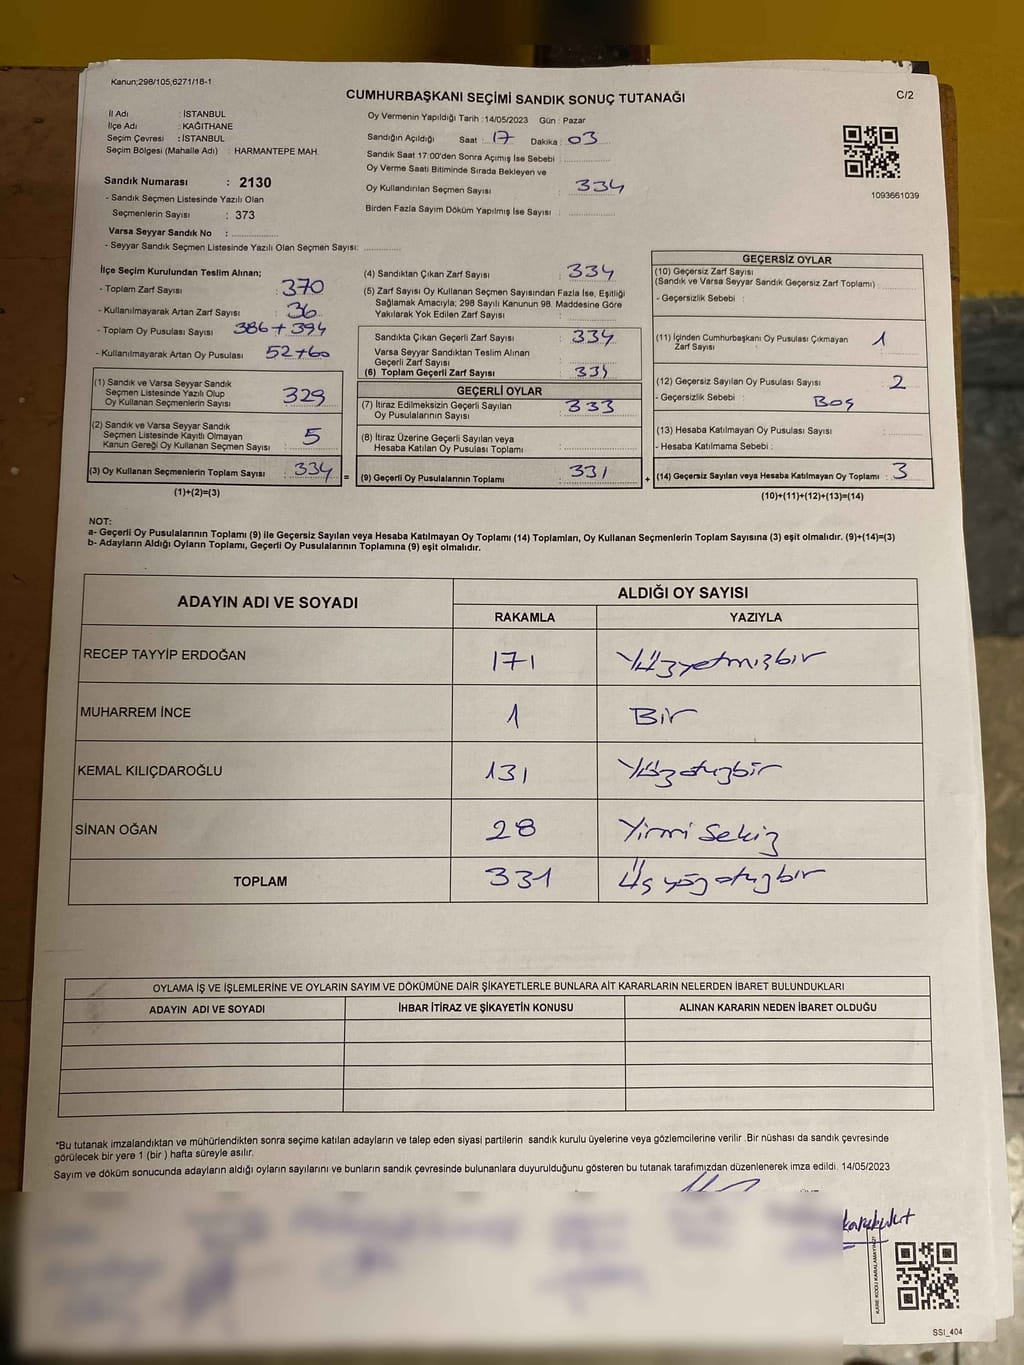 Kanun;298/105;6271/16-1
CUMHURBAŞKANI SEÇİMİ SANDIK SONUÇ TUTANAĞI
C/2
İl Adı : İSTANBUL
İlçe Adı : KAĞITHANE
Seçim Çevresi : İSTANBUL
Seçim Bölgesi (Mahalle Adı) : HARMANTEPE MAH.
Sandık Numarası : 2130
- Sandık Seçmen Listesinde Yazılı Olan
Seçmenlerin Sayısı : 373
Varsa Seyyar Sandık No : ....................
- Seyyar Sandık Seçmen Listesinde Yazılı Olan Seçmen Sayısı: ............
Oy Vermenin Yapıldığı Tarih : 14/05/2023 Gün : Pazar
Sandığın Açıldığı Saat : 17 Dakika : 03
Sandık Saat 17:00'den Sonra Açımış İse Sebebi : ....................
Oy Verme Saati Bitiminde Sırada Bekleyen ve
Oy Kullandırılan Seçmen Sayısı : 334
Birden Fazla Sayım Döküm Yapılmış İse Sayısı : ....................
1093661039
İlçe Seçim Kurulundan Teslim Alınan;
- Toplam Zarf Sayısı : 370
- Kullanılmayarak Artan Zarf Sayısı : 36
- Toplam Oy Pusulası Sayısı : 386+394
- Kullanılmayarak Artan Oy Pusulası 52+60
(1) Sandık ve Varsa Seyyar Sandık
Seçmen Listesinde Yazılı Olup
Oy Kullanan Seçmenlerin Sayısı : 329
(2) Sandık ve Varsa Seyyar Sandık
Seçmen Listesinde Kayıtlı Olmayan
Kanun Gereği Oy Kullanan Seçmen Sayısı : 5
(3) Oy Kullanan Seçmenlerin Toplam Sayısı : 334 =
(1)+(2)=(3)
(4) Sandıktan Çıkan Zarf Sayısı : 334
(5) Zarf Sayısı Oy Kullanan Seçmen Sayısından Fazla İse, Eşitliği
Sağlamak Amacıyla; 298 Sayılı Kanunun 98. Maddesine Göre
Yakılarak Yok Edilen Zarf Sayısı :
Sandıkta Çıkan Geçerli Zarf Sayısı : 334
Varsa Seyyar Sandıktan Teslim Alınan
Geçerli Zarf Sayısı :
(6) Toplam Geçerli Zarf Sayısı : 334
GEÇERLİ OYLAR
(7) İtiraz Edilmeksizin Geçerli Sayılan : 333
Oy Pusulalarının Sayısı
(8) İtiraz Üzerine Geçerli Sayılan veya
Hesaba Katılan Oy Pusulası Toplamı :
(9) Geçerli Oy Pusulalarının Toplamı : 331 +
GEÇERSİZ OYLAR
(10) Geçersiz Zarf Sayısı
(Sandık ve Varsa Seyyar Sandık Geçersiz Zarf Toplamı) :
- Geçersizlik Sebebi :
(11) İçinden Cumhurbaşkanı Oy Pusulası Çıkmayan 1
Zarf Sayısı :
(12) Geçersiz Sayılan Oy Pusulası Sayısı : 2
- Geçersizlik Sebebi : Boş
(13) Hesaba Katılmayan Oy Pusulası Sayısı :
- Hesaba Katılmama Sebebi :
(14) Geçersiz Sayılan veya Hesaba Katılmayan Oy Toplamı : 3
(10)+(11)+(12)+(13)=(14)
NOT:
a- Geçerli Oy Pusulalarının Toplamı (9) ile Geçersiz Sayılan veya Hesaba Katılmayan Oy Toplamı (14) Toplamları, Oy Kullanan Seçmenlerin Toplam Sayısına (3) eşit olmalıdır. (9)+(14)=(3)
b- Adayların Aldığı Oyların Toplamı, Geçerli Oy Pusulalarının Toplamına (9) eşit olmalıdır.
ADAYIN ADI VE SOYADI
ALDIĞI OY SAYISI
RAKAMLA YAZIYLA
RECEP TAYYİP ERDOĞAN 171 Yüzyetmişbir
MUHARREM İNCE 1 Bir
KEMAL KILIÇDAROĞLU 131 Yüzotuzbir
SİNAN OĞAN 28 Yirmi Sekiz
TOPLAM 331 Üçyüzotuzbir
OYLAMA İŞ VE İŞLEMLERİNE VE OYLARIN SAYIM VE DÖKÜMÜNE DAİR ŞİKAYETLERLE BUNLARA AİT KARARLARIN NELERDEN İBARET BULUNDUKLARI
ADAYIN ADI VE SOYADI İHBAR İTİRAZ VE ŞİKAYETİN KONUSU ALINAN KARARIN NEDEN İBARET OLDUĞU
*Bu tutanak imzalandıktan ve mühürlendikten sonra seçime katılan adayların ve talep eden siyasi partilerin sandık kurulu üyelerine veya gözlemcilerine verilir .Bir nüshası da sandık çevresinde
görülecek bir yere 1 (bir ) hafta süreyle asılır.
Sayım ve döküm sonucunda adayların aldığı oyların sayılarını ve bunların sandık çevresinde bulunanlara duyurulduğunu gösteren bu tutanak tarafımızdan düzenlenerek imza edildi. 14/05/2023
SSI_404